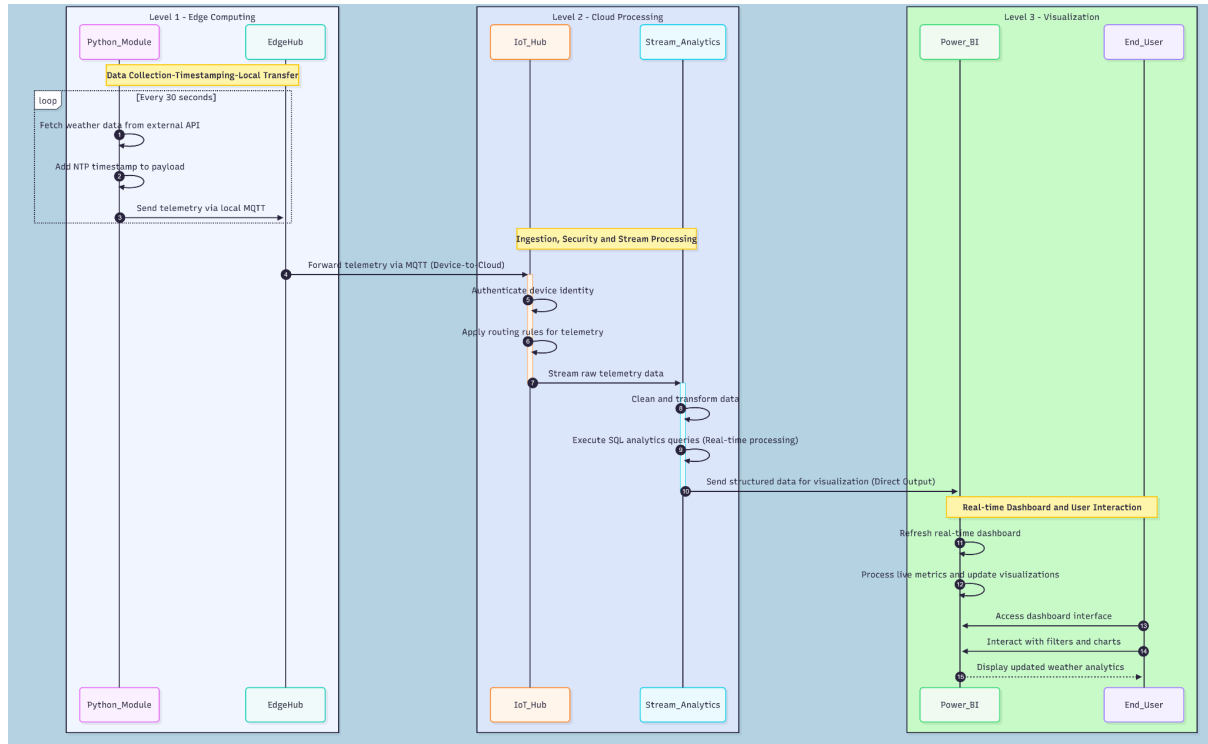 Level 1 - Edge Computing
Level 2 - Cloud Processing
Level 3 - Visualization
Python_Module
EdgeHub
IoT_Hub
Stream_Analytics
Power_BI
End_User
Data Collection-Timestamping-Local Transfer
loop
[Every 30 seconds]
Fetch weather data from external API
1
Add NTP timestamp to payload
2
Send telemetry via local MQTT
3
Ingestion, Security and Stream Processing
Forward telemetry via MQTT (Device-to-Cloud)
4
Authenticate device identity
5
Apply routing rules for telemetry
6
Stream raw telemetry data
7
Clean and transform data
8
Execute SQL analytics queries (Real-time processing)
9
Send structured data for visualization (Direct Output)
10
Real-time Dashboard and User Interaction
Refresh real-time dashboard
11
Process live metrics and update visualizations
12
Access dashboard interface
13
Interact with filters and charts
14
Display updated weather analytics
15
Python_Module
EdgeHub
IoT_Hub
Stream_Analytics
Power_BI
End_User